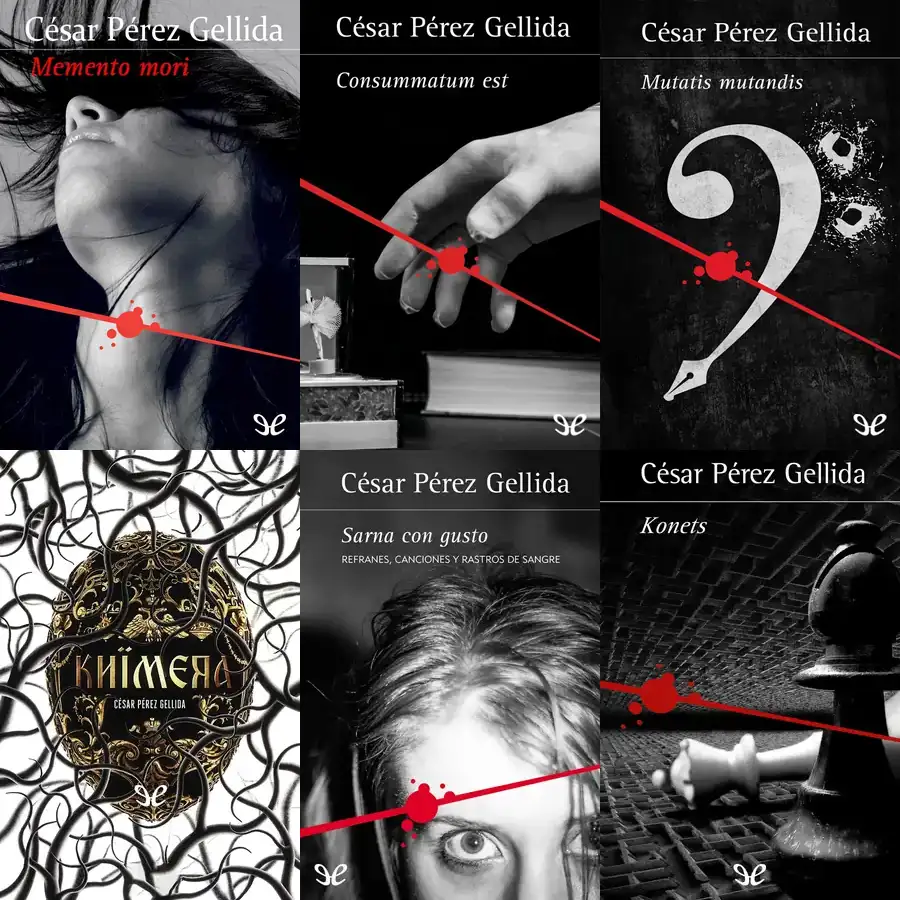 César Pérez Gellida
Memento mori
César Pérez Gellida
Consummatum est
César Pérez Gellida
Mutatis mutandis
KHÏMERA
CÉSAR PÉREZ GELLIDA
César Pérez Gellida
Sarna con gusto
REFRANES, CANCIONES Y RASTROS DE SANGRE
César Pérez Gellida
Konets